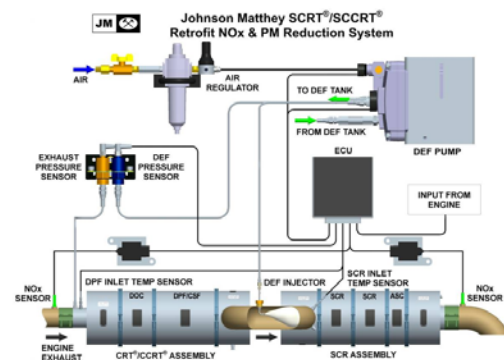 JM
Johnson Matthey SCRT®/SCCRT®
Retrofit NOx & PM Reduction System
AIR
AIR
REGULATOR
TO DEF TANK
FROM DEF TANK
DEF PUMP
EXHAUST
PRESSURE
SENSOR
DEF
PRESSURE
SENSOR
ECU
INPUT FROM
ENGINE
NOx
SENSOR
DPF INLET TEMP SENSOR
DEF INJECTOR
SCR INLET
TEMP SENSOR
NOx
SENSOR
DOC
DPF/CSF
SCR
SCR
ASC
ENGINE
EXHAUST
CRT®/CCRT® ASSEMBLY
SCR ASSEMBLY